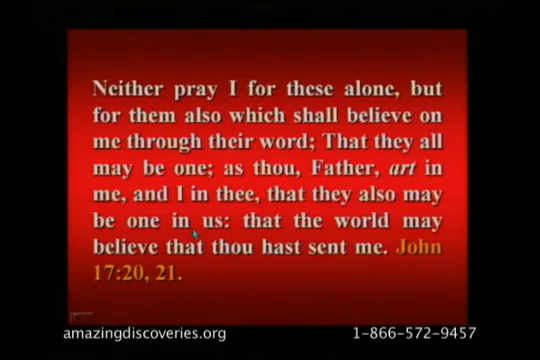 Neither pray I for these alone, but
for them also which shall believe on
me through their word; That they all
may be one; as thou, Father, art in
me, and I in thee, that they also may
be one in us: that the world may
believe that thou hast sent me. John
17:20, 21.
amazingdiscoveries.org 1-866-572-9457